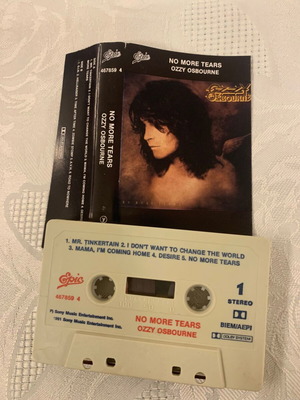 Epic
467859 4
NO MORE TEARS
OZZY OSBOURNE
Epic
NO MORE TEARS
OZZY OSBOURNE
OSBOURNE
1. MR. TINKERTAIN 2. I DON'T WANT TO CHANGE THE WORLD
3. MAMA, I'M COMING HOME 4. DESIRE 5. NO MORE TEARS
Epic
467859 4
1
STEREO
BIEM/AEPI
DOLBY SYSTEM
Sony Music Entertainment Inc.
1991 Sony Music Entertainment Inc.
NO MORE TEARS
OZZY OSBOURNE